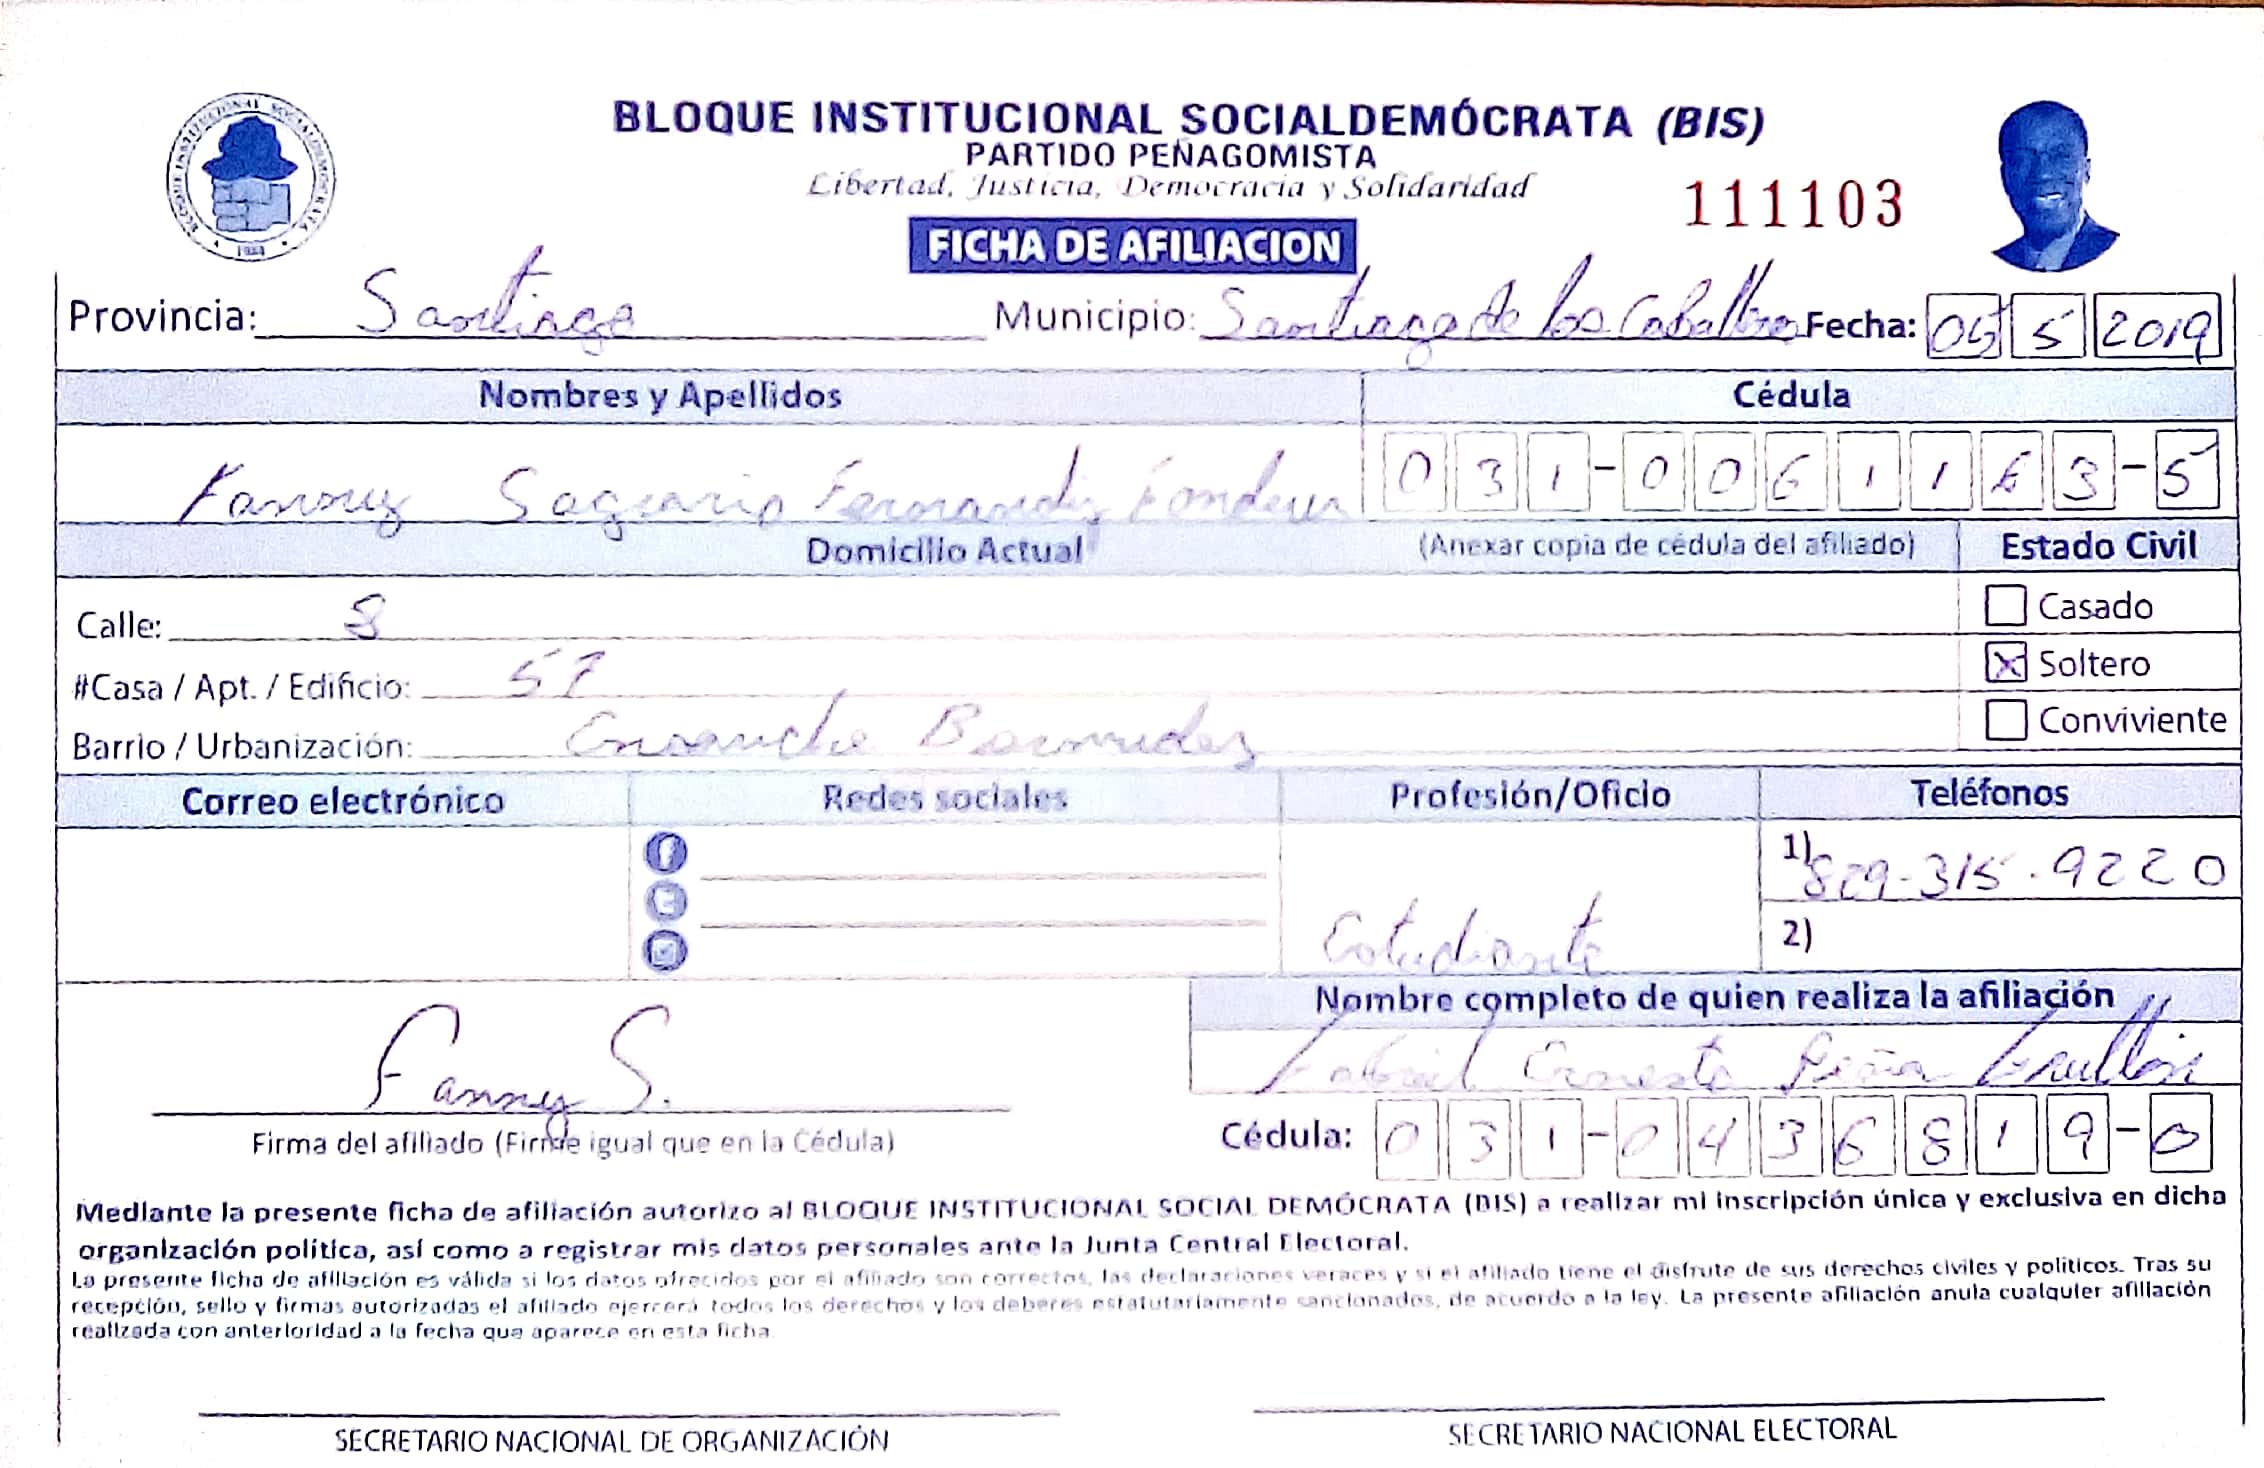 BLOQUE INSTITUCIONAL SOCIALDEMÓCRATA (BIS)
PARTIDO PEÑAGOMISTA
Libertad, Justicia, Democracia y Solidaridad
111103
FICHA DE AFILIACION
Provincia: Santiago Municipio: Santiago de los Caballero Fecha: 05 5 2019
Nombres y Apellidos Cédula
Fanny Sagrario Fernandez 031-0061163-5
Domicilio Actual (Anexar copia de cédula del afiliado) Estado Civil
Calle: 8 Casado
#Casa / Apt. / Edificio: 57 Soltero
Barrio / Urbanización: Ensanche Bermudez Conviviente
Correo electrónico Redes sociales Profesión/Oficio Teléfonos
1) 829-315.9220
Estudiante 2)
Nombre completo de quien realiza la afiliación
Gabriel Ernesto Peña Grullón
Fanny S.
Firma del afiliado (Firme igual que en la Cédula) Cédula: 031-0436819-0
Mediante la presente ficha de afiliación autorizo al BLOQUE INSTITUCIONAL SOCIAL DEMÓCRATA (BIS) a realizar mi inscripción única y exclusiva en dicha
organización política, así como a registrar mis datos personales ante la Junta Central Electoral.
La presente ficha de afiliación es válida si los datos ofrecidos por el afiliado son correctos, las declaraciones veraces y si el afiliado tiene el disfrute de sus derechos civiles y políticos. Tras su
recepción, sello y firmas autorizadas el afiliado ejercerá todos los derechos y los deberes estatutariamente sancionados, de acuerdo a la ley. La presente afiliación anula cualquier afiliación
realizada con anterioridad a la fecha que aparece en esta ficha.
SECRETARIO NACIONAL DE ORGANIZACIÓN SECRETARIO NACIONAL ELECTORAL